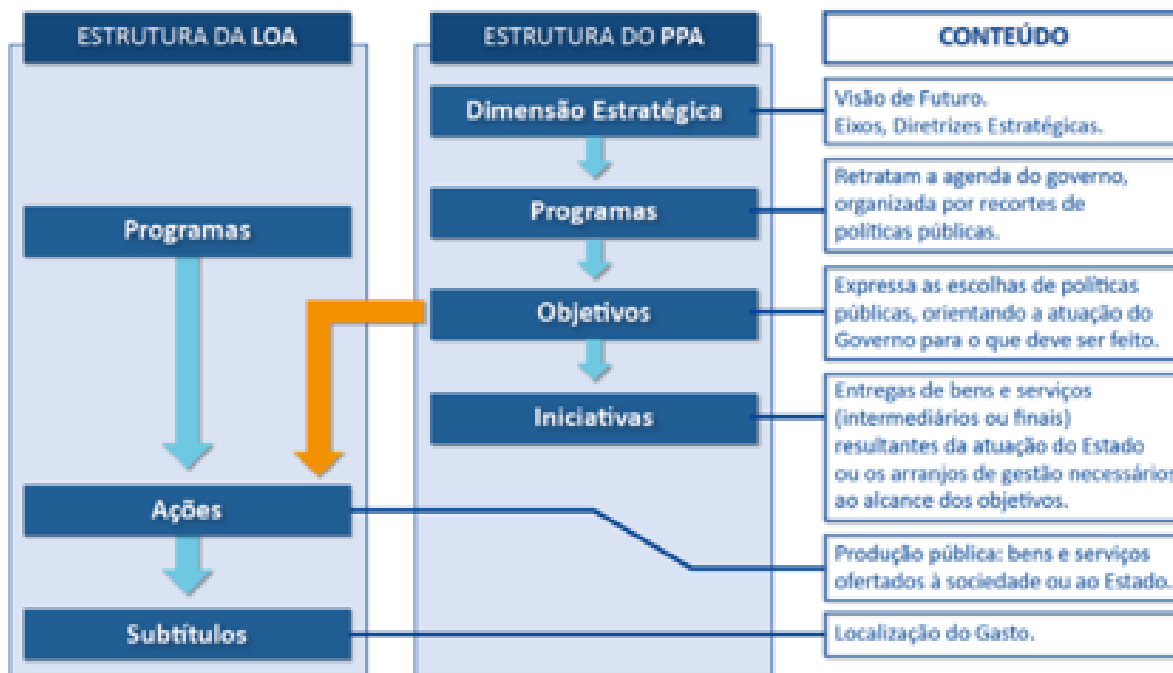 ESTRUTURA DA LOA
Programas
Ações
Subtítulos
ESTRUTURA DO PPA
Dimensão Estratégica
Programas
Objetivos
Iniciativas
CONTEÚDO
Visão de Futuro.
Eixos, Diretrizes Estratégicas.
Retratam a agenda do governo,
organizada por recortes de
políticas públicas.
Expressa as escolhas de políticas
públicas, orientando a atuação do
Governo para o que deve ser feito.
Entregas de bens e serviços
(intermediários ou finais)
resultantes da atuação do Estado
ou os arranjos de gestão necessários
ao alcance dos objetivos.
Produção pública: bens e serviços
ofertados à sociedade ou ao Estado.
Localização do Gasto.